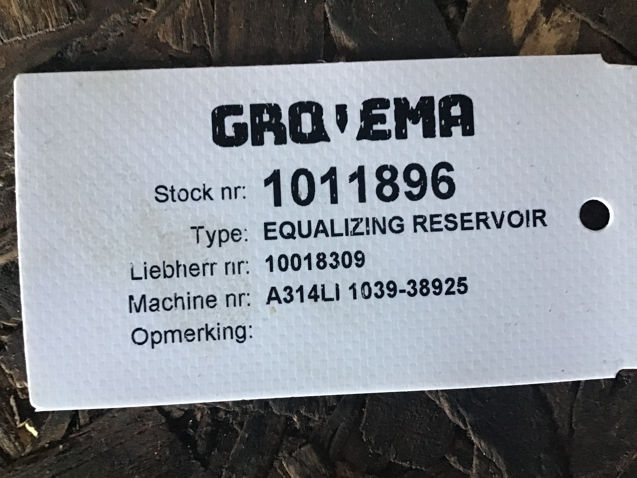 GROVEMA
Stock nr: 1011896
Type: EQUALIZING RESERVOIR
Liebherr nr: 10018309
Machine nr: A314LI 1039-38925
Opmerking: